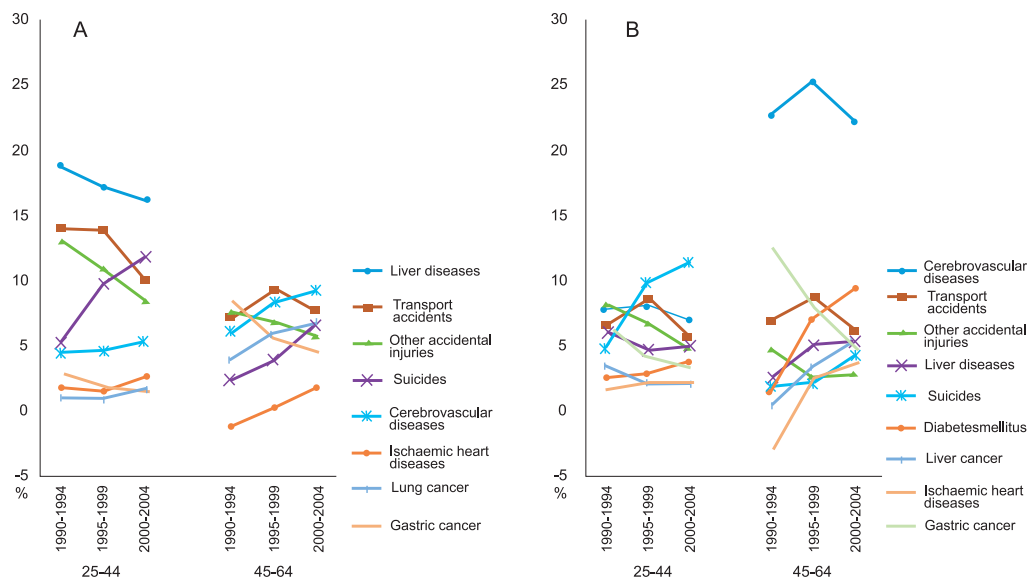 A
30
25
20
15
10
5
0
–5
%
1990-1994
1995-1999
2000-2004
25-44
1990-1994
1995-1999
2000-2004
45-64
Liver diseases
Transport
accidents
Other accidental
injuries
Suicides
Cerebrovascular
diseases
Ischaemic heart
diseases
Lung cancer
Gastric cancer
B
30
25
20
15
10
5
0
–5
%
1990-1994
1995-1999
2000-2004
25-44
1990-1994
1995-1999
2000-2004
45-64
Cerebrovascular
diseases
Transport
accidents
Other accidental
injuries
Liver diseases
Suicides
Diabetesmellitus
Liver cancer
Ischaemic heart
diseases
Gastric cancer